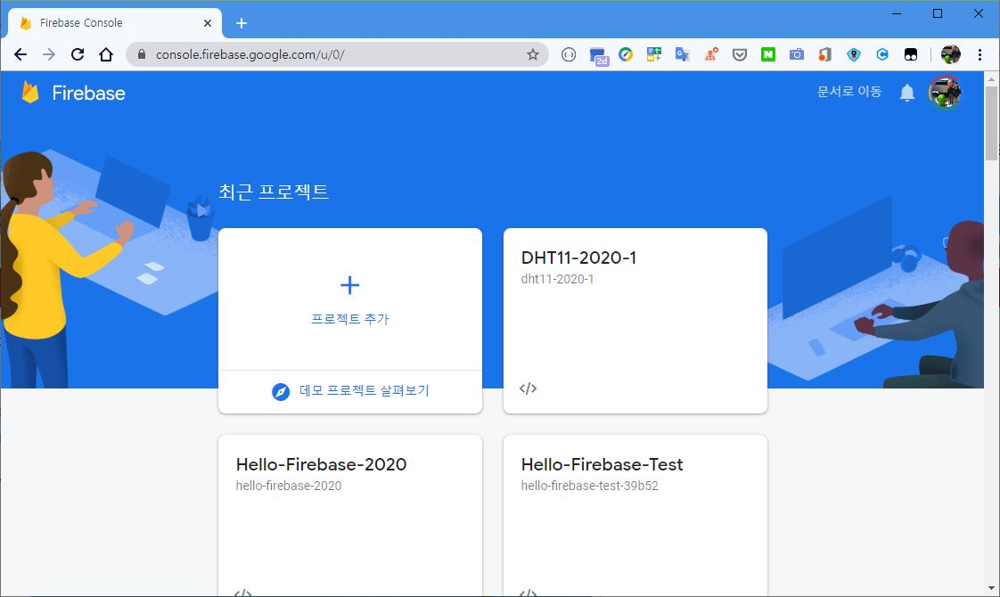 Firebase Console
console.firebase.google.com/u/0/
2d
N
Firebase
문서로 이동
최근 프로젝트
프로젝트 추가
데모 프로젝트 살펴보기
DHT11-2020-1
dht11-2020-1
</>
Hello-Firebase-2020
hello-firebase-2020
</>
Hello-Firebase-Test
hello-firebase-test-39b52
</>